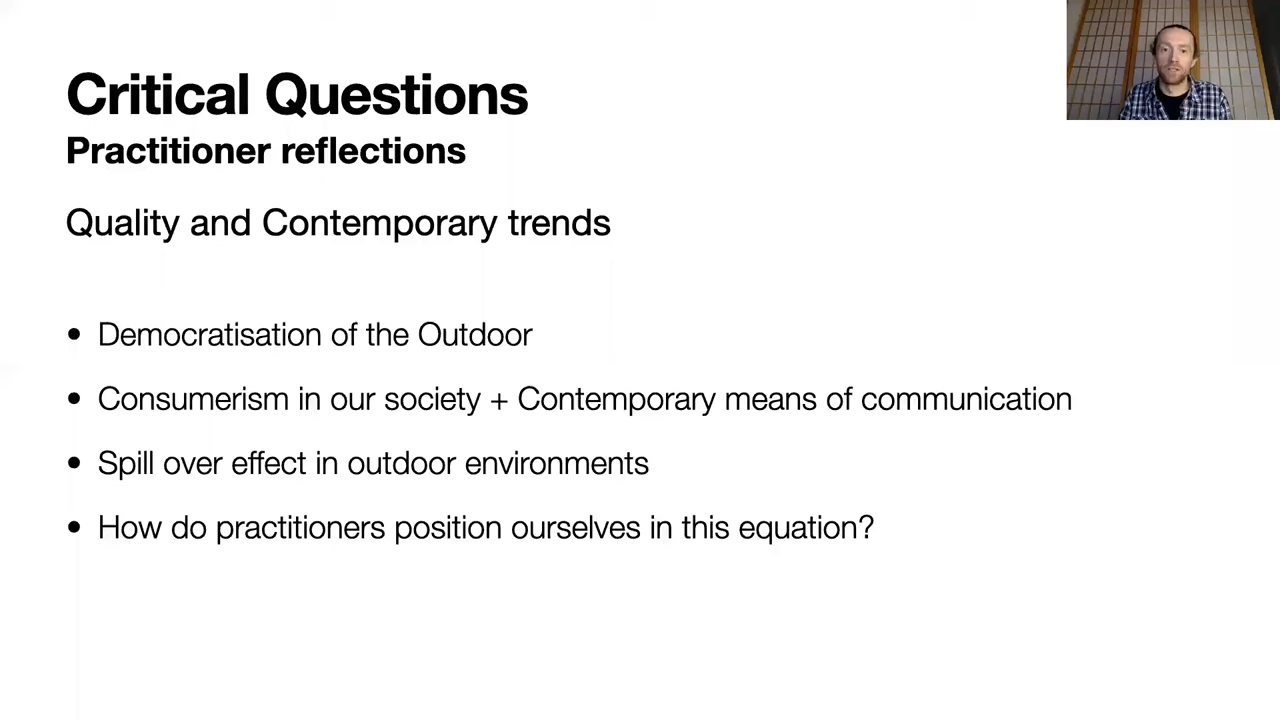 Critical Questions
Practitioner reflections
Quality and Contemporary trends
• Democratisation of the Outdoor
• Consumerism in our society + Contemporary means of communication
• Spill over effect in outdoor environments
• How do practitioners position ourselves in this equation?